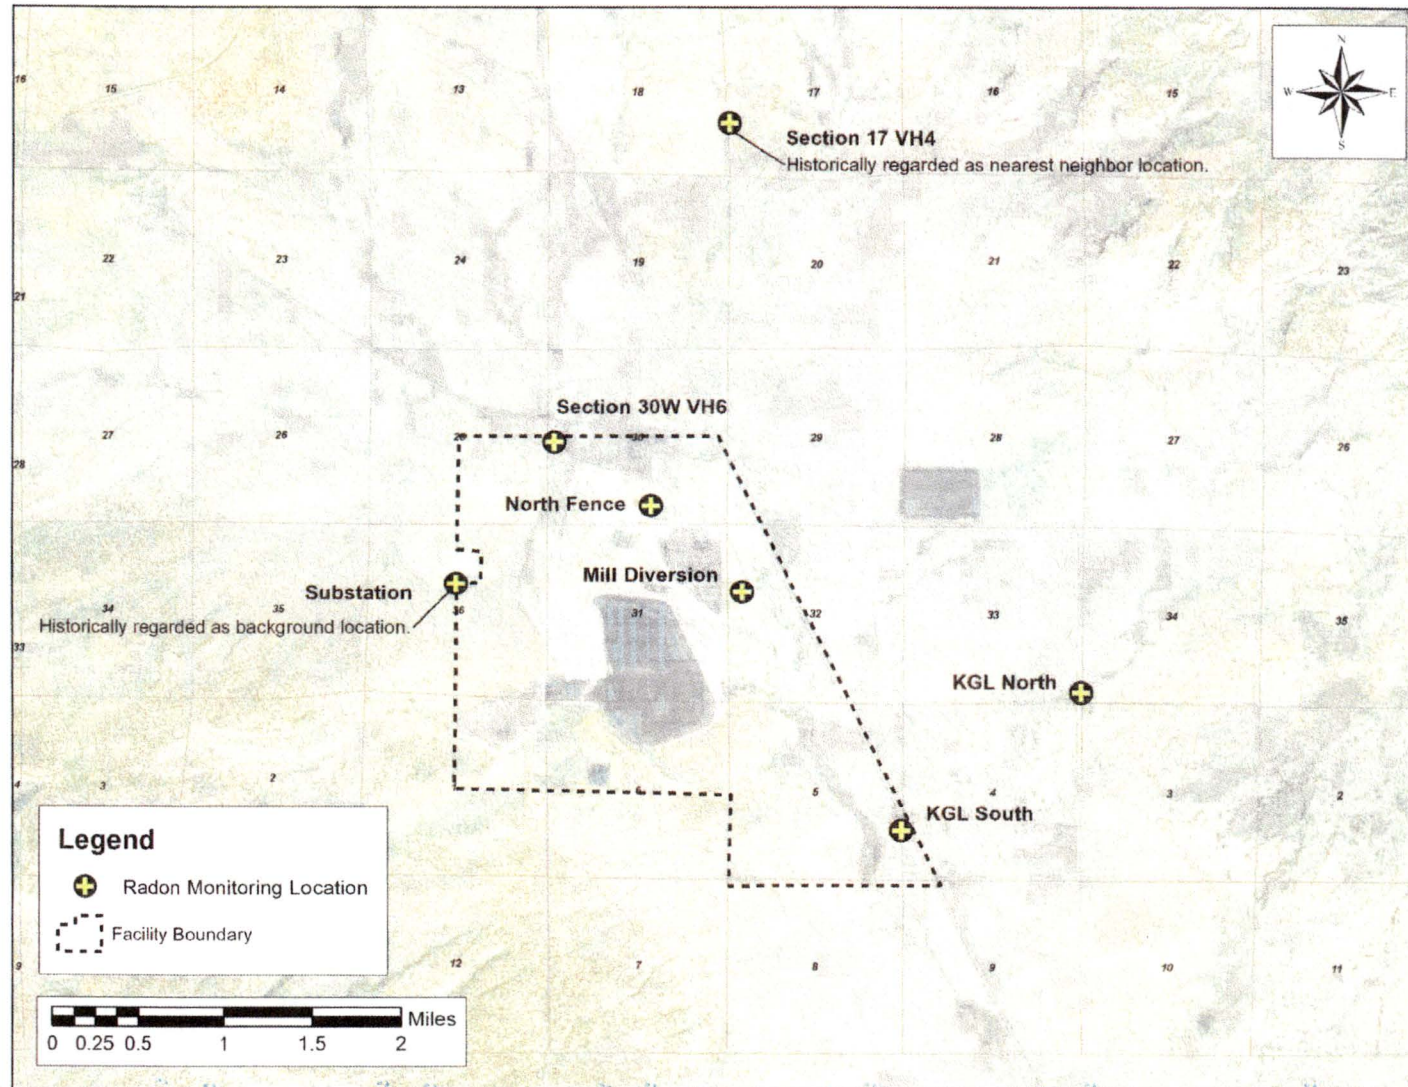 N
W E
S
16 15 14 13 18 17 16 15
Section 17 VH4
Historically regarded as nearest neighbor location.
22 23 24 19 20 21 22 23
21
Section 30W VH6
27 26 29 28 27 26
28
North Fence
Mill Diversion
Substation
34 35 36 31 32 33 34 35
Historically regarded as background location.
33
KGL North
4 3 2 5 4 3 2
KGL South
Legend
Radon Monitoring Location
Facility Boundary
9 12 7 8 9 10 11
Miles
0 0.25 0.5 1 1.5 2